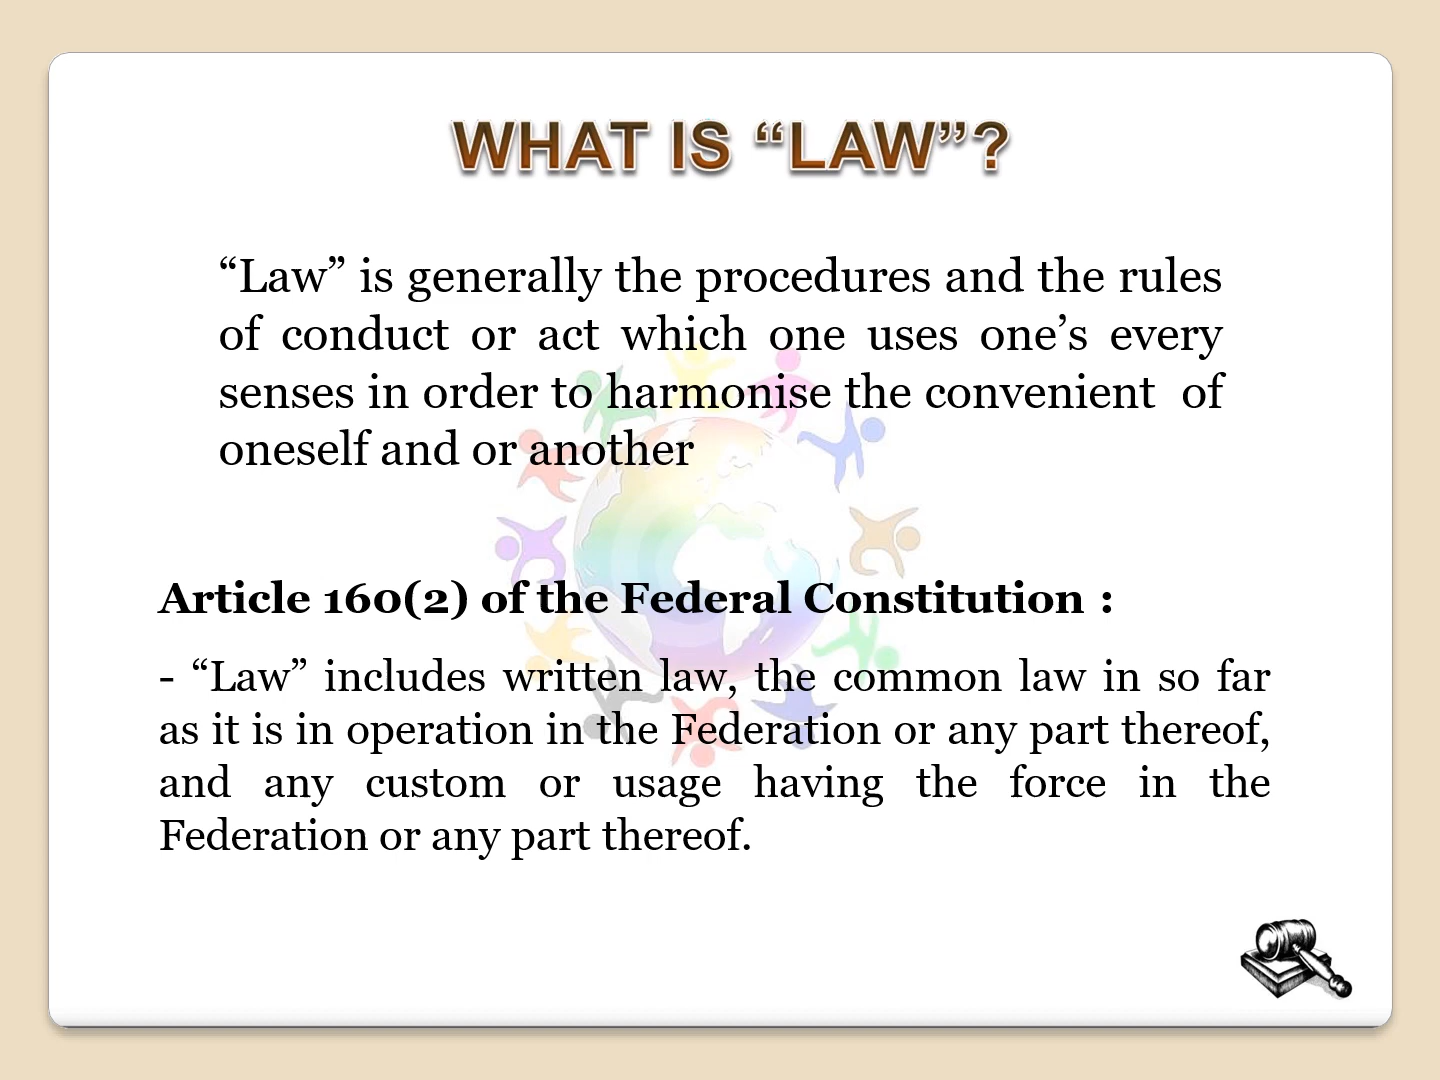 WHAT IS “LAW”?
“Law” is generally the procedures and the rules
of conduct or act which one uses one’s every
senses in order to harmonise the convenient of
oneself and or another
Article 160(2) of the Federal Constitution :
- “Law” includes written law, the common law in so far
as it is in operation in the Federation or any part thereof,
and any custom or usage having the force in the
Federation or any part thereof.